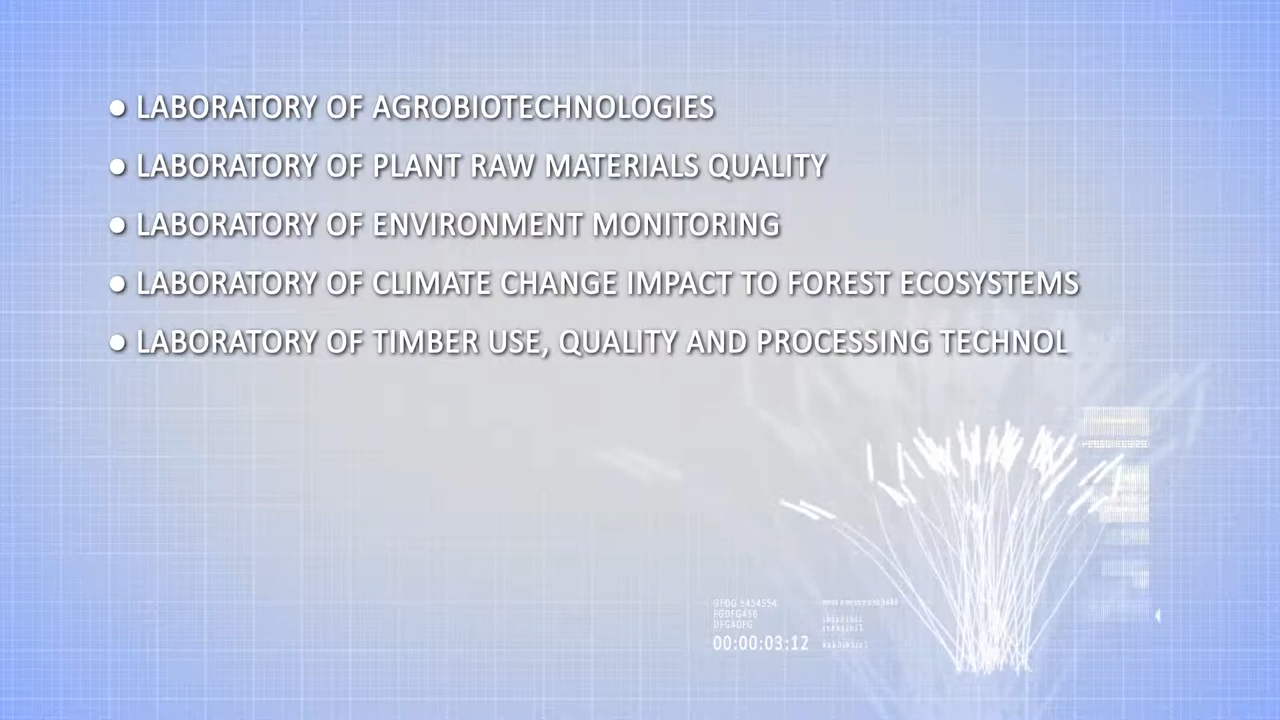 ● LABORATORY OF AGROBIOTECHNOLOGIES
● LABORATORY OF PLANT RAW MATERIALS QUALITY
● LABORATORY OF ENVIRONMENT MONITORING
● LABORATORY OF CLIMATE CHANGE IMPACT TO FOREST ECOSYSTEMS
● LABORATORY OF TIMBER USE, QUALITY AND PROCESSING TECHNOL
00:00:03:12